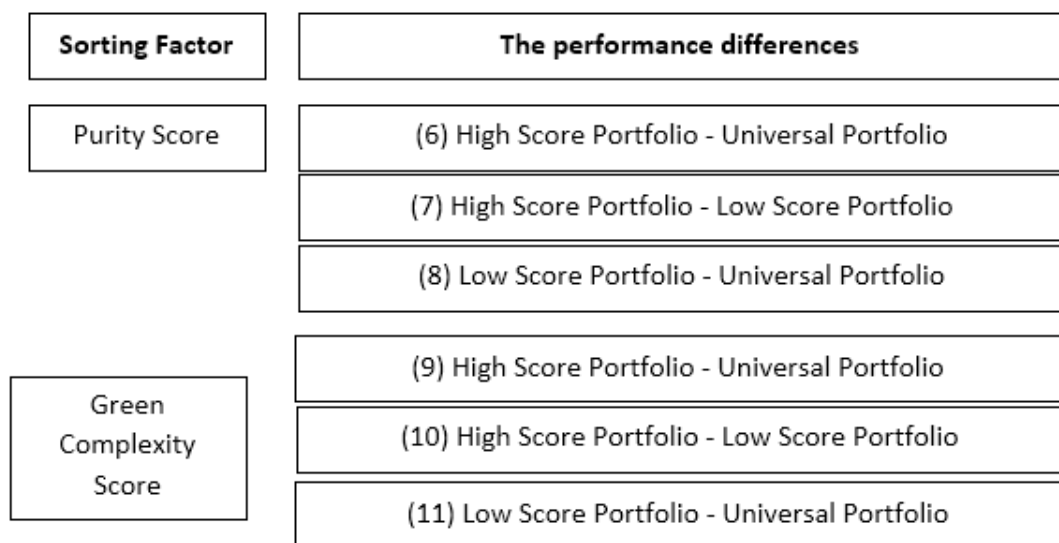 Sorting Factor
The performance differences
Purity Score
(6) High Score Portfolio - Universal Portfolio
(7) High Score Portfolio - Low Score Portfolio
(8) Low Score Portfolio - Universal Portfolio
Green
Complexity
Score
(9) High Score Portfolio - Universal Portfolio
(10) High Score Portfolio - Low Score Portfolio
(11) Low Score Portfolio - Universal Portfolio